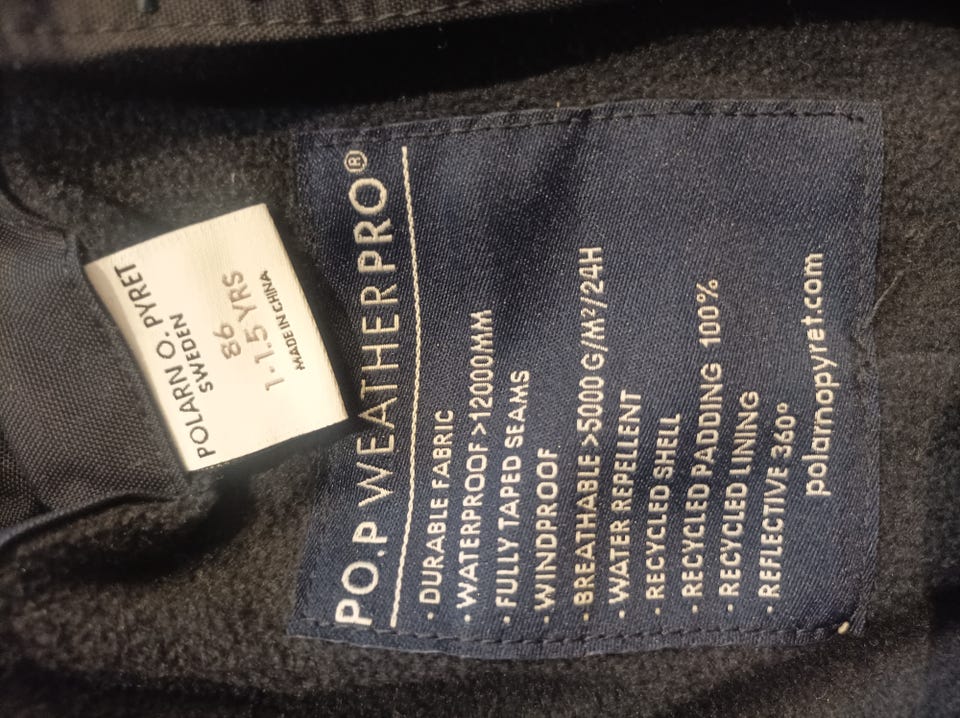 POLARN O. PYRET
SWEDEN
86
1-1.5 YRS
MADE IN CHINA
PO.P WEATHERPRO®
· DURABLE FABRIC
· WATERPROOF >12000MM
· FULLY TAPED SEAMS
· WINDPROOF
· BREATHABLE >5000 G/M²/24H
· WATER REPELLENT
· RECYCLED SHELL
· RECYCLED PADDING 100%
· RECYCLED LINING
· REFLECTIVE 360°
polarnopyret.com